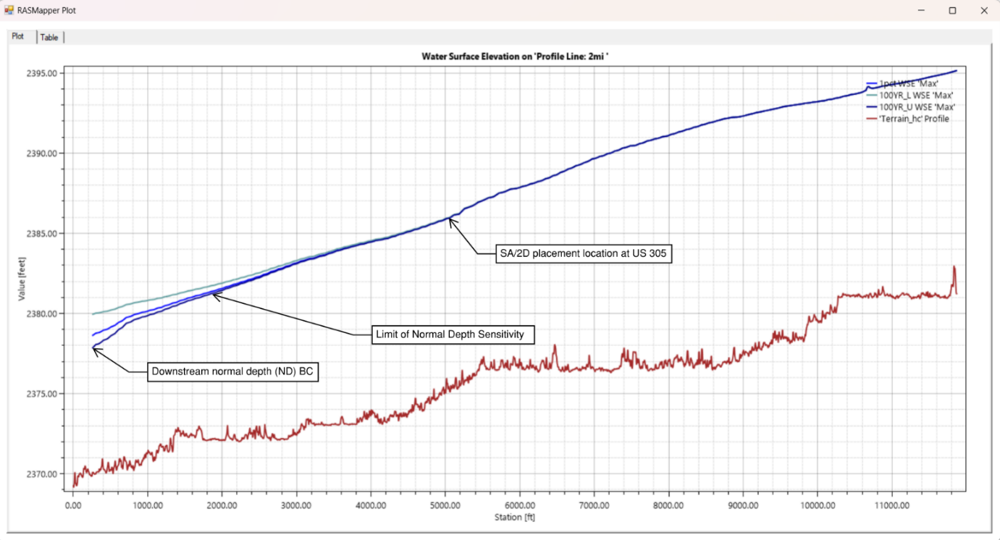 RASMapper Plot
Plot Table
Water Surface Elevation on 'Profile Line: 2mi '
2395.00
1pct WSE 'Max'
100YR_L WSE 'Max'
100YR_U WSE 'Max'
'Terrain_hc' Profile
2390.00
2385.00
SA/2D placement location at US 305
Value [feet]
2380.00
Limit of Normal Depth Sensitivity
Downstream normal depth (ND) BC
2375.00
2370.00
0.00 1000.00 2000.00 3000.00 4000.00 5000.00 6000.00 7000.00 8000.00 9000.00 10000.00 11000.00
Station [ft]